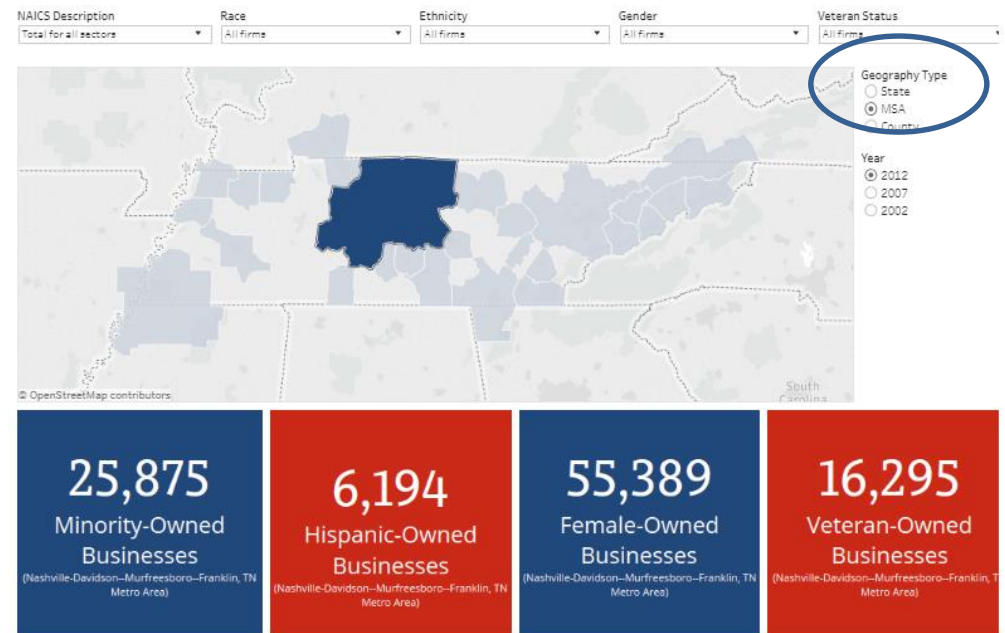 NAICS Description
Race
Ethnicity
Gender
Veteran Status
Total for all sectors
All firms
All firms
All firms
All firms
Geography Type
State
MSA
County
Year
2012
2007
2002
South
Carolina
© OpenStreetMap contributors
25,875
Minority-Owned
Businesses
(Nashville-Davidson--Murfreesboro--Franklin, TN
Metro Area)
6,194
Hispanic-Owned
Businesses
(Nashville-Davidson--Murfreesboro--Franklin, TN
Metro Area)
55,389
Female-Owned
Businesses
(Nashville-Davidson--Murfreesboro--Franklin, TN
Metro Area)
16,295
Veteran-Owned
Businesses
(Nashville-Davidson--Murfreesboro--Franklin, T
Metro Area)